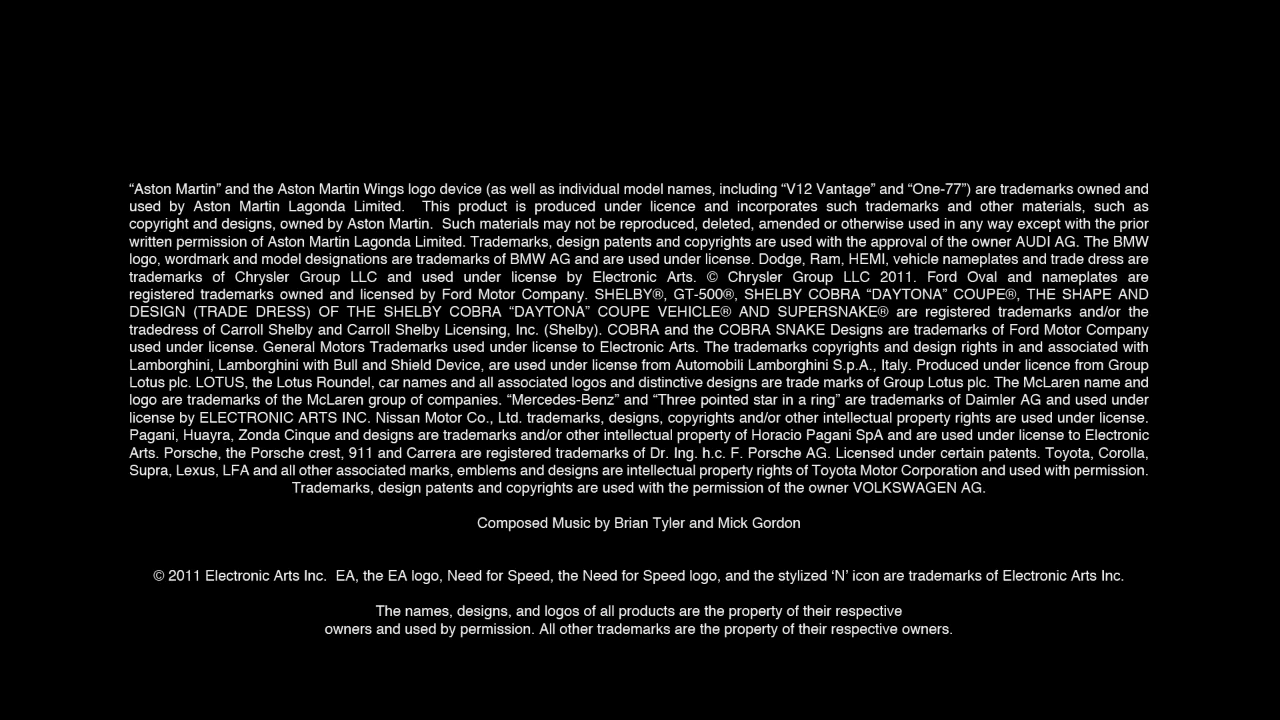 “Aston Martin” and the Aston Martin Wings logo device (as well as individual model names, including “V12 Vantage” and “One-77”) are trademarks owned and
used by Aston Martin Lagonda Limited.  This product is produced under licence and incorporates such trademarks and other materials, such as
copyright and designs, owned by Aston Martin.  Such materials may not be reproduced, deleted, amended or otherwise used in any way except with the prior
written permission of Aston Martin Lagonda Limited. Trademarks, design patents and copyrights are used with the approval of the owner AUDI AG. The BMW
logo, wordmark and model designations are trademarks of BMW AG and are used under license. Dodge, Ram, HEMI, vehicle nameplates and trade dress are
trademarks of Chrysler Group LLC and used under license by Electronic Arts. © Chrysler Group LLC 2011. Ford Oval and nameplates are
registered trademarks owned and licensed by Ford Motor Company. SHELBY®, GT-500®, SHELBY COBRA “DAYTONA” COUPE®, THE SHAPE AND
DESIGN (TRADE DRESS) OF THE SHELBY COBRA “DAYTONA” COUPE VEHICLE® AND SUPERSNAKE® are registered trademarks and/or the
tradedress of Carroll Shelby and Carroll Shelby Licensing, Inc. (Shelby). COBRA and the COBRA SNAKE Designs are trademarks of Ford Motor Company
used under license. General Motors Trademarks used under license to Electronic Arts. The trademarks copyrights and design rights in and associated with
Lamborghini, Lamborghini with Bull and Shield Device, are used under license from Automobili Lamborghini S.p.A., Italy. Produced under licence from Group
Lotus plc. LOTUS, the Lotus Roundel, car names and all associated logos and distinctive designs are trade marks of Group Lotus plc. The McLaren name and
logo are trademarks of the McLaren group of companies. “Mercedes-Benz” and “Three pointed star in a ring” are trademarks of Daimler AG and used under
license by ELECTRONIC ARTS INC. Nissan Motor Co., Ltd. trademarks, designs, copyrights and/or other intellectual property rights are used under license.
Pagani, Huayra, Zonda Cinque and designs are trademarks and/or other intellectual property of Horacio Pagani SpA and are used under license to Electronic
Arts. Porsche, the Porsche crest, 911 and Carrera are registered trademarks of Dr. Ing. h.c. F. Porsche AG. Licensed under certain patents. Toyota, Corolla,
Supra, Lexus, LFA and all other associated marks, emblems and designs are intellectual property rights of Toyota Motor Corporation and used with permission.
Trademarks, design patents and copyrights are used with the permission of the owner VOLKSWAGEN AG.
Composed Music by Brian Tyler and Mick Gordon
© 2011 Electronic Arts Inc.  EA, the EA logo, Need for Speed, the Need for Speed logo, and the stylized ‘N’ icon are trademarks of Electronic Arts Inc.
The names, designs, and logos of all products are the property of their respective
owners and used by permission. All other trademarks are the property of their respective owners.